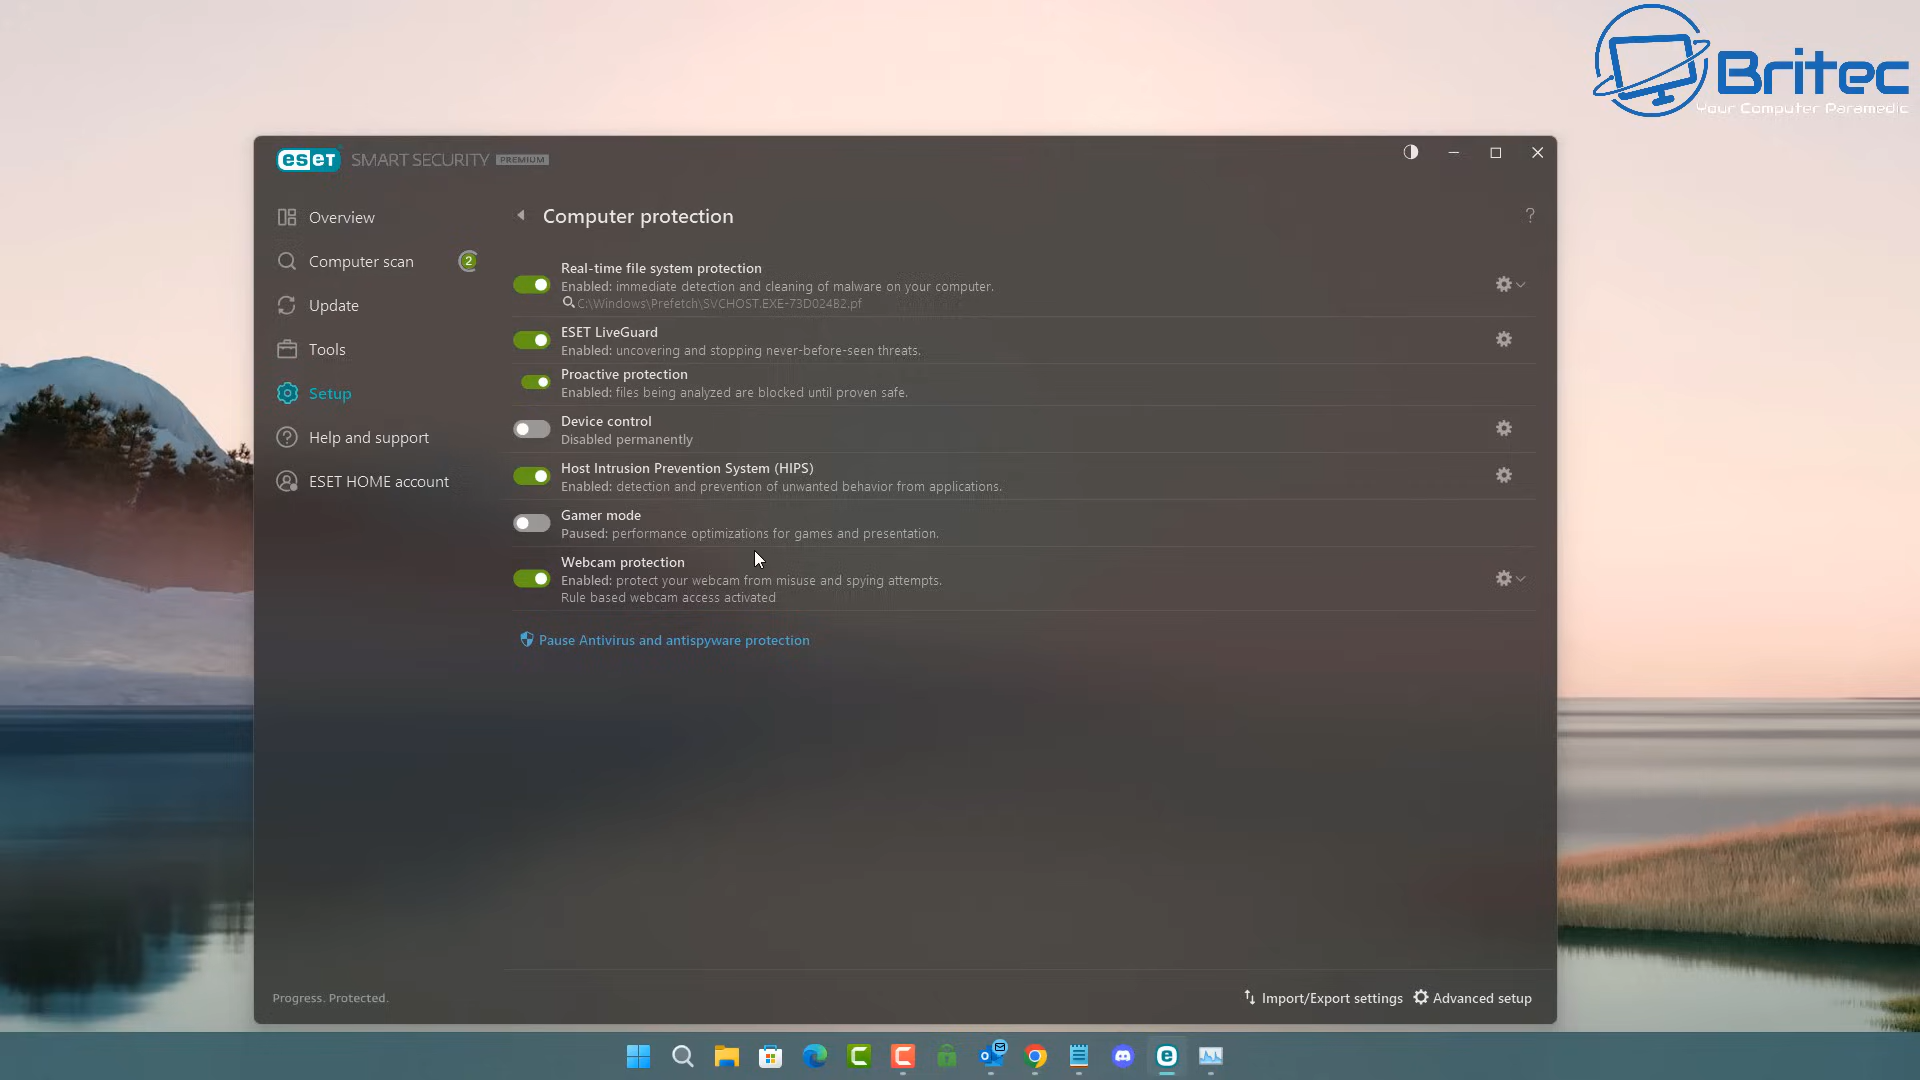 Britec
Your Computer Paramedic
eset SMART SECURITY PREMIUM
Overview
Computer scan 2
Update
Tools
Setup
Help and support
ESET HOME account
Computer protection ?
Real-time file system protection
Enabled: immediate detection and cleaning of malware on your computer.
C:\Windows\Prefetch\SVCHOST.EXE-73D024B2.pf
ESET LiveGuard
Enabled: uncovering and stopping never-before-seen threats.
Proactive protection
Enabled: files being analyzed are blocked until proven safe.
Device control
Disabled permanently
Host Intrusion Prevention System (HIPS)
Enabled: detection and prevention of unwanted behavior from applications.
Gamer mode
Paused: performance optimizations for games and presentation.
Webcam protection
Enabled: protect your webcam from misuse and spying attempts.
Rule based webcam access activated
Pause Antivirus and antispyware protection
Progress. Protected.
Import/Export settings Advanced setup